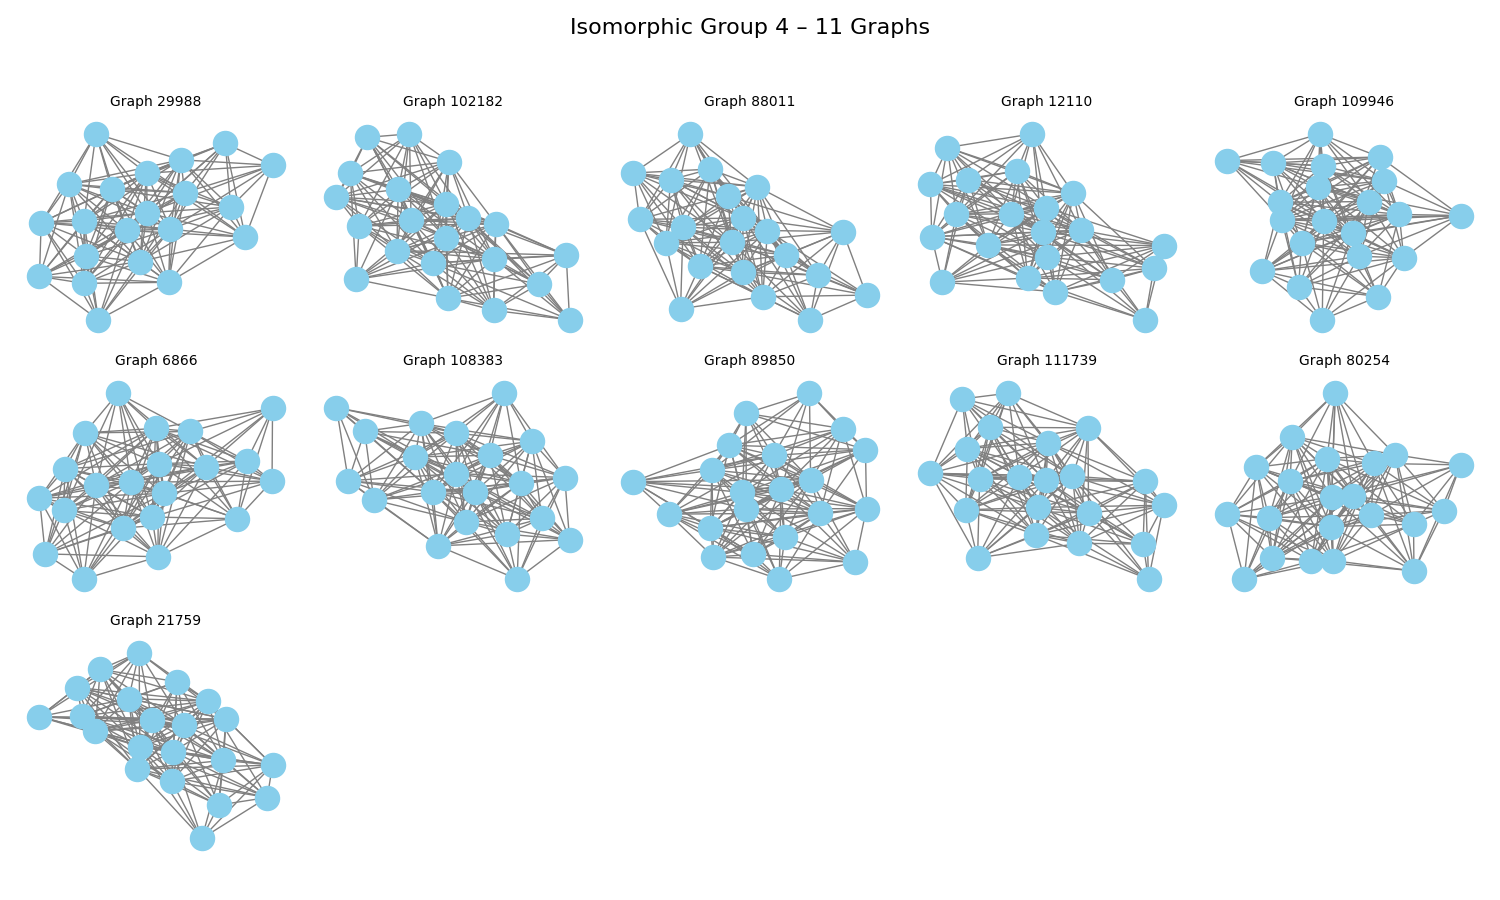 Isomorphic Group 4 – 11 Graphs
Graph 29988
Graph 102182
Graph 88011
Graph 12110
Graph 109946
Graph 6866
Graph 108383
Graph 89850
Graph 111739
Graph 80254
Graph 21759